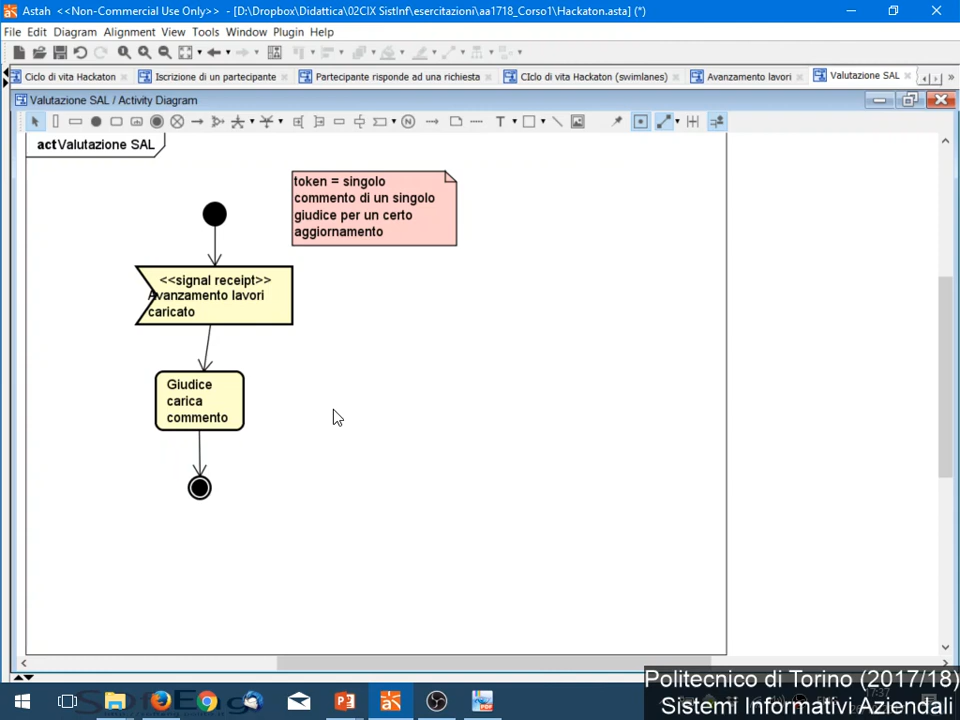 Astah <<Non-Commercial Use Only>> - [D:\Dropbox\Didattica\02CIX SistInf\esercitazioni\aa1718_Corso1\Hackaton.asta] (*)
File Edit Diagram Alignment View Tools Window Plugin Help
Ciclo di vita Hackaton Iscrizione di un partecipante Partecipante risponde ad una richiesta CIclo di vita Hackaton (swimlanes) Avanzamento lavori Valutazione SAL
Valutazione SAL / Activity Diagram
act Valutazione SAL
token = singolo
commento di un singolo
giudice per un certo
aggiornamento
<<signal receipt>>
Avanzamento lavori
caricato
Giudice
carica
commento
Politecnico di Torino (2017/18)
Sistemi Informativi Aziendali
17:37